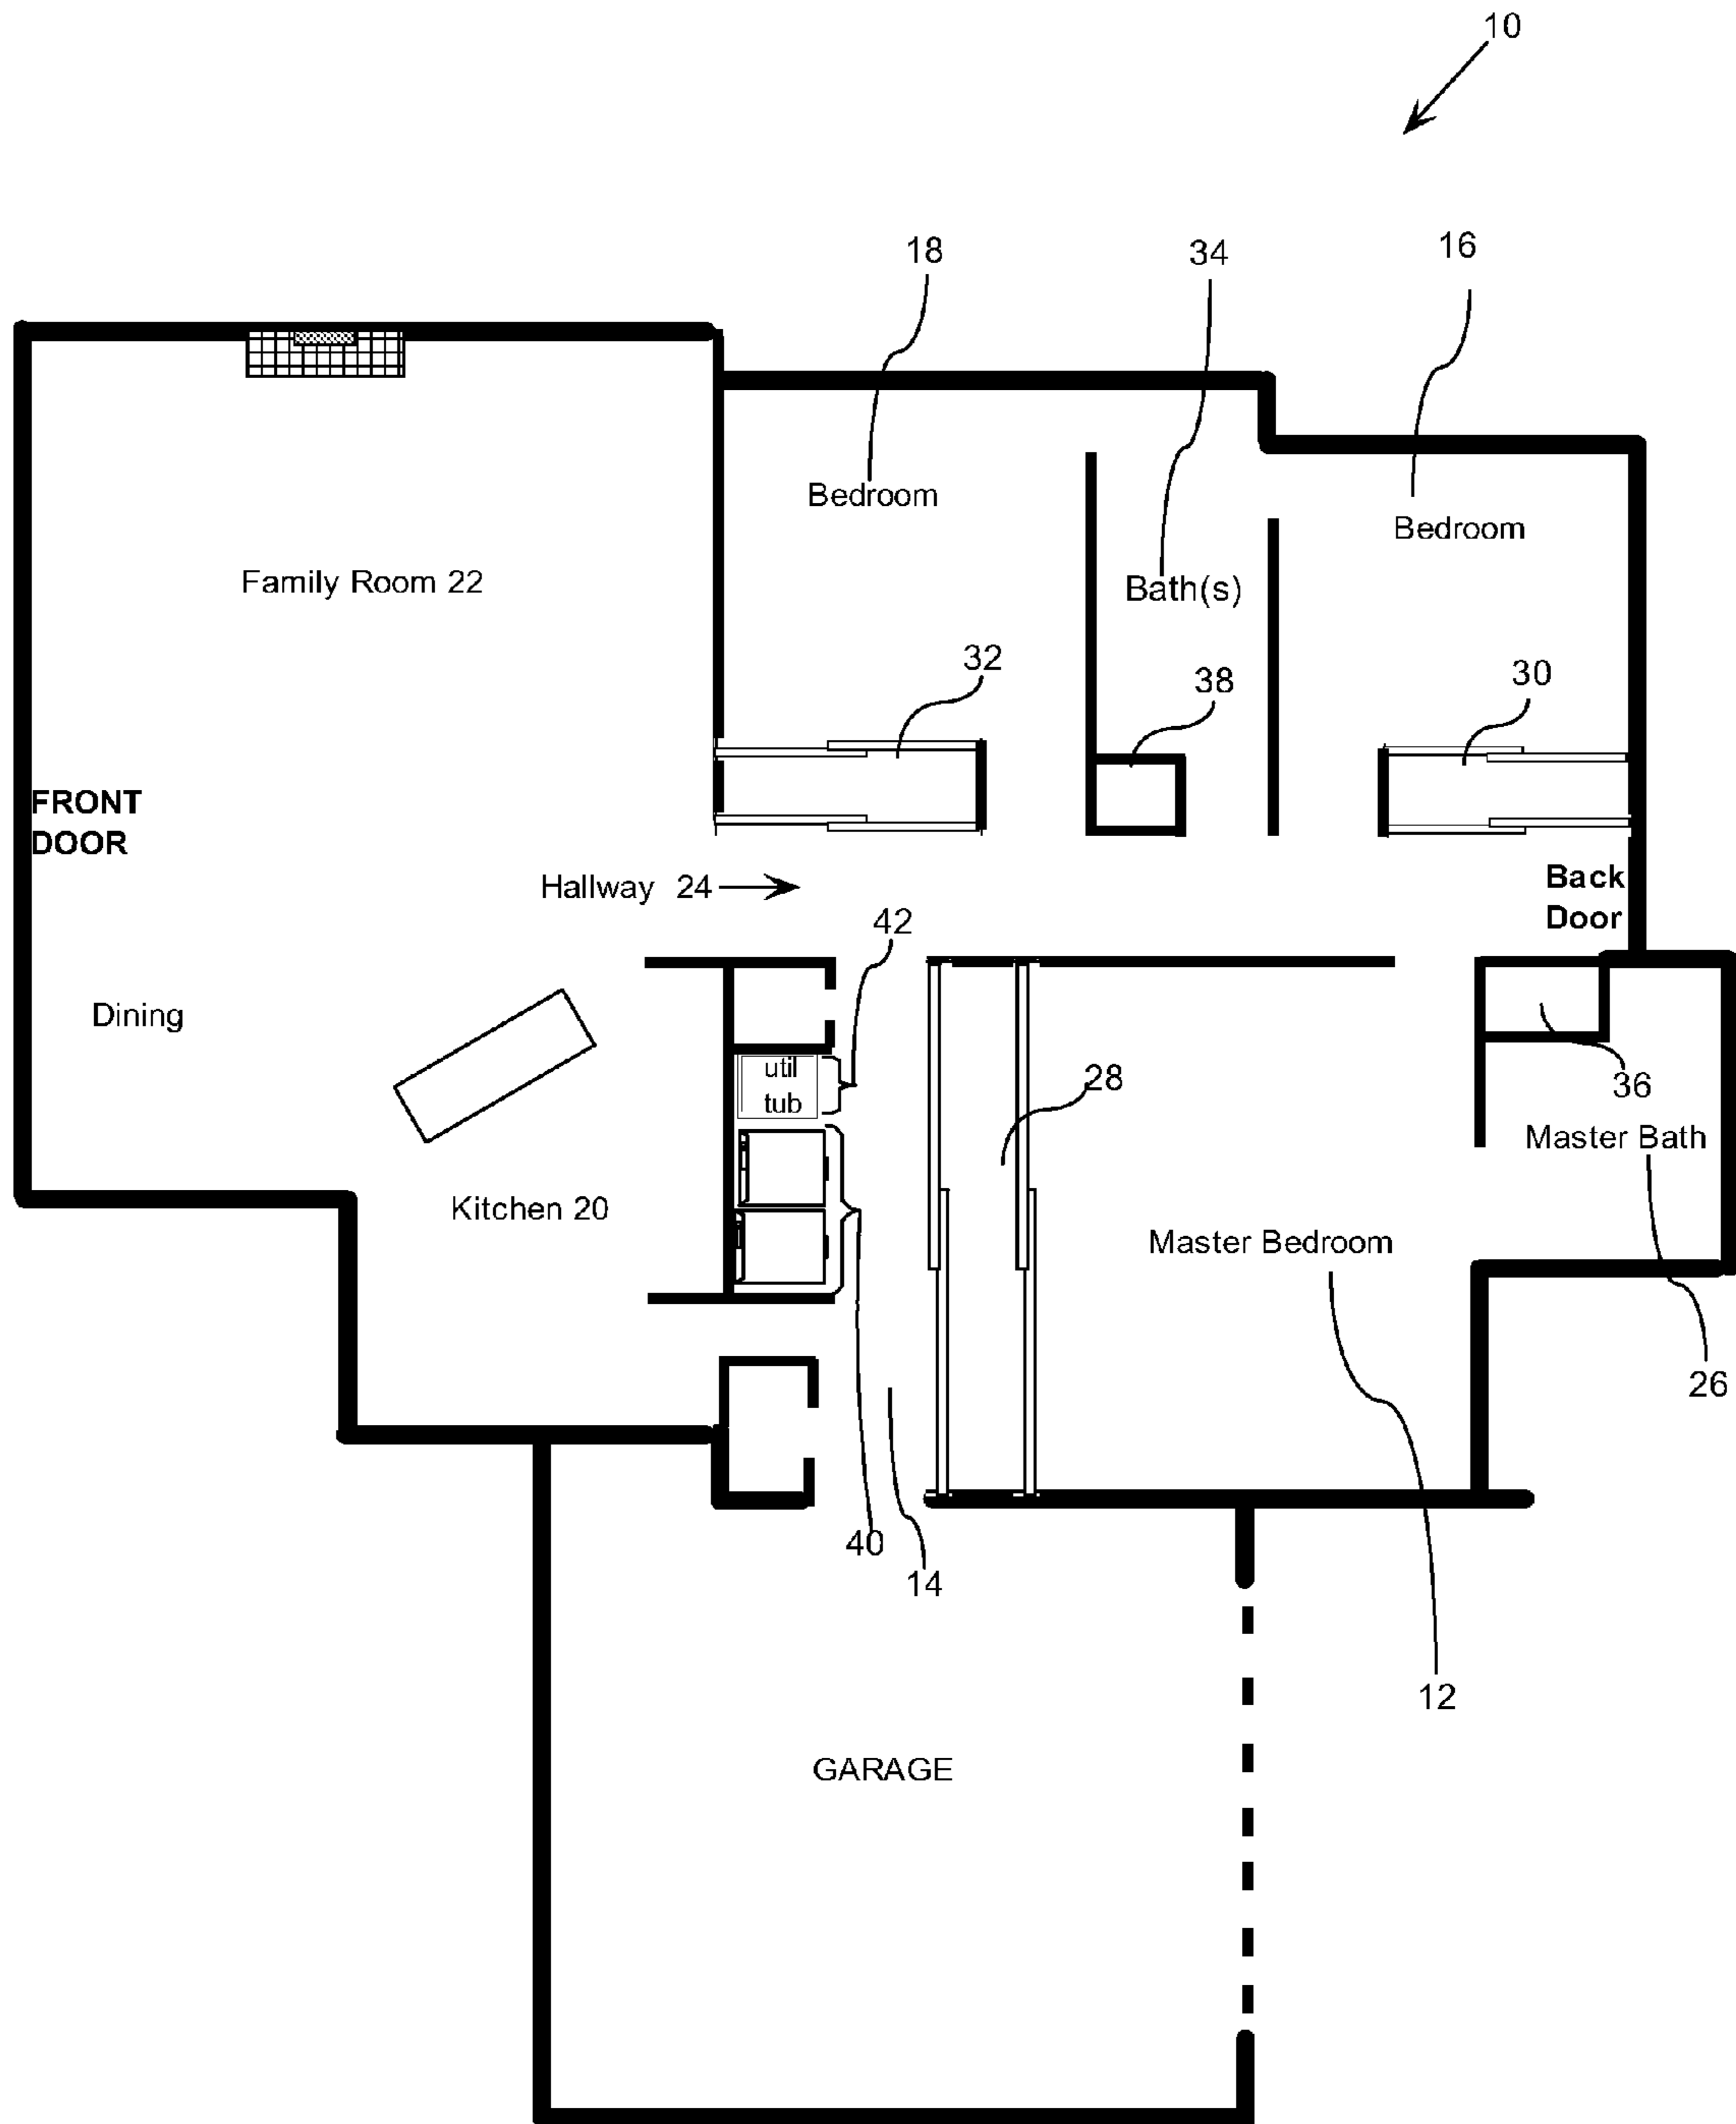 10
18
34
16
Bedroom
Bedroom
Family Room 22
Bath(s)
32
38
30
FRONT
DOOR
Hallway 24
Back
Door
42
Dining
util
tub
28
36
Master Bath
Kitchen 20
Master Bedroom
26
40
14
12
GARAGE